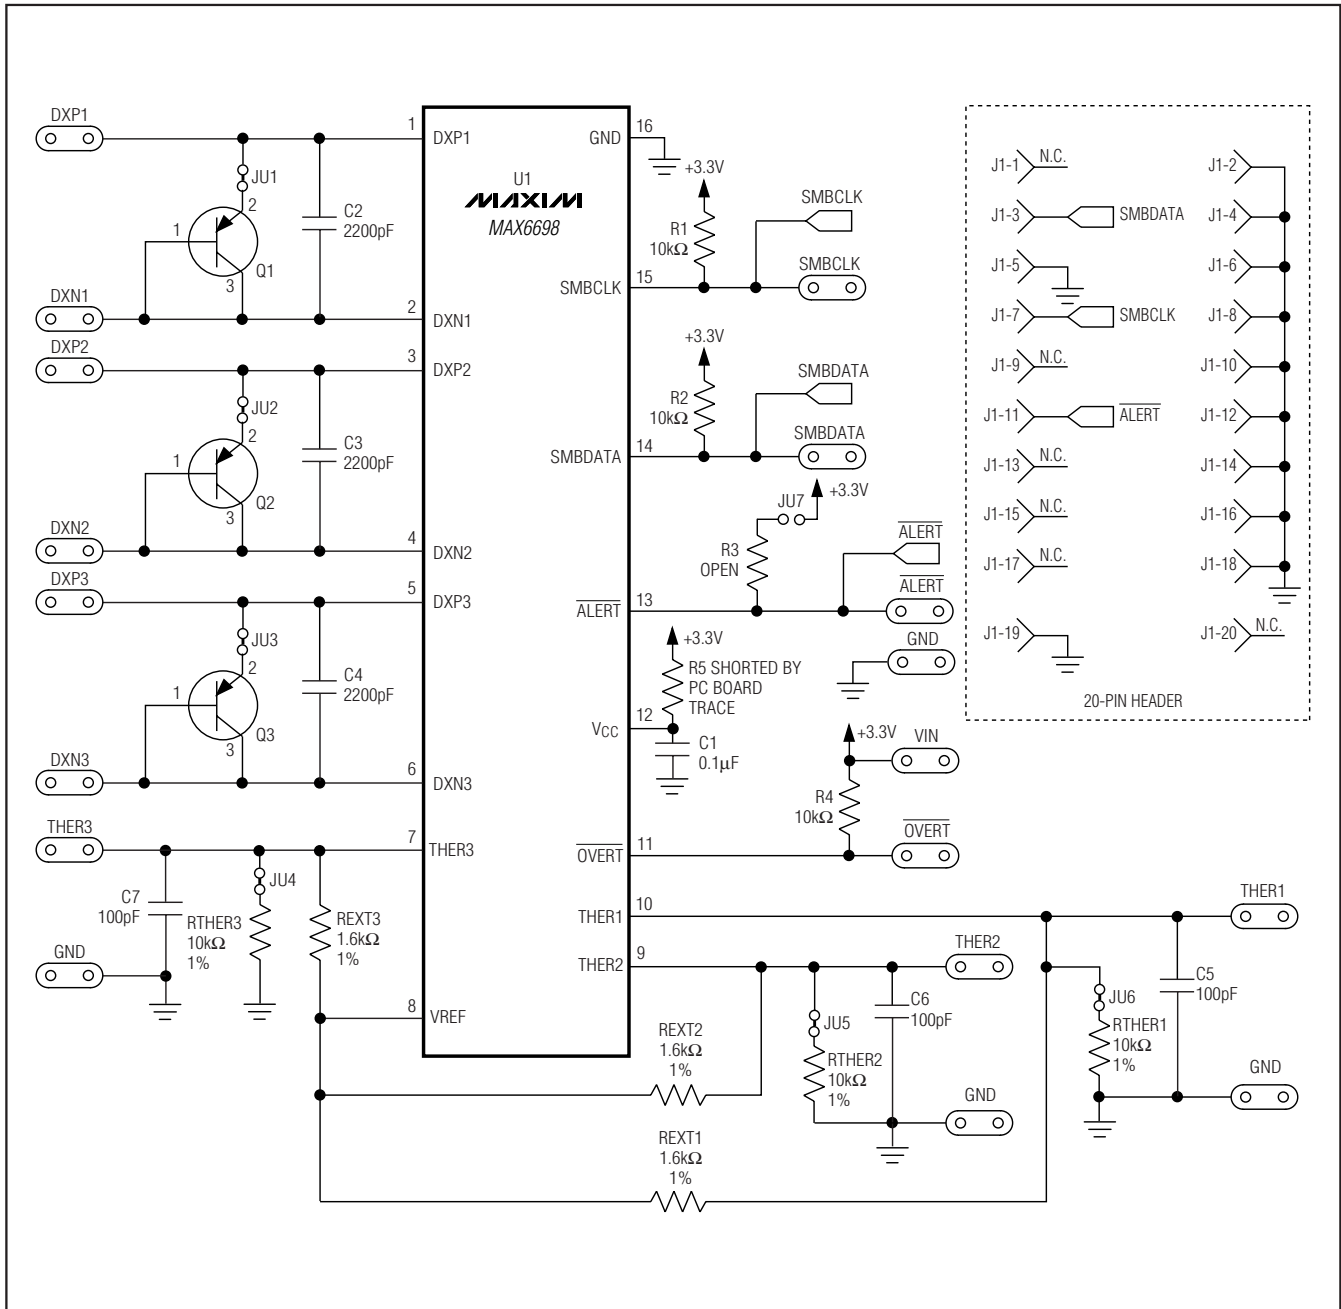 DXP1
1
DXP1
JU1
2
1
C2
2200pF
Q1
3
DXN1
2
DXN1
DXP2
3
DXP2
JU2
2
1
C3
2200pF
Q2
3
DXN2
4
DXN2
DXP3
5
DXP3
JU3
2
1
C4
2200pF
Q3
3
DXN3
6
DXN3
THER3
7
THER3
C7
100pF
JU4
RTHER3
10kΩ
1%
REXT3
1.6kΩ
1%
GND
8
VREF
U1
MAXIM
MAX6698
GND
16
+3.3V
R1
10kΩ
SMBCLK
SMBCLK
SMBCLK
15
+3.3V
R2
10kΩ
SMBDATA
SMBDATA
SMBDATA
14
JU7
+3.3V
R3
OPEN
ALERT
ALERT
ALERT
13
GND
+3.3V
R5 SHORTED BY
PC BOARD
TRACE
VCC
12
C1
0.1μF
+3.3V
VIN
R4
10kΩ
OVERT
OVERT
11
THER1
10
THER1
THER2
9
THER2
JU5
RTHER2
10kΩ
1%
C6
100pF
GND
JU6
RTHER1
10kΩ
1%
C5
100pF
GND
REXT2
1.6kΩ
1%
REXT1
1.6kΩ
1%
J1-1 N.C.
J1-2
J1-3 SMBDATA
J1-4
J1-5
J1-6
J1-7 SMBCLK
J1-8
J1-9 N.C.
J1-10
J1-11 ALERT
J1-12
J1-13 N.C.
J1-14
J1-15 N.C.
J1-16
J1-17 N.C.
J1-18
J1-19
J1-20 N.C.
20-PIN HEADER